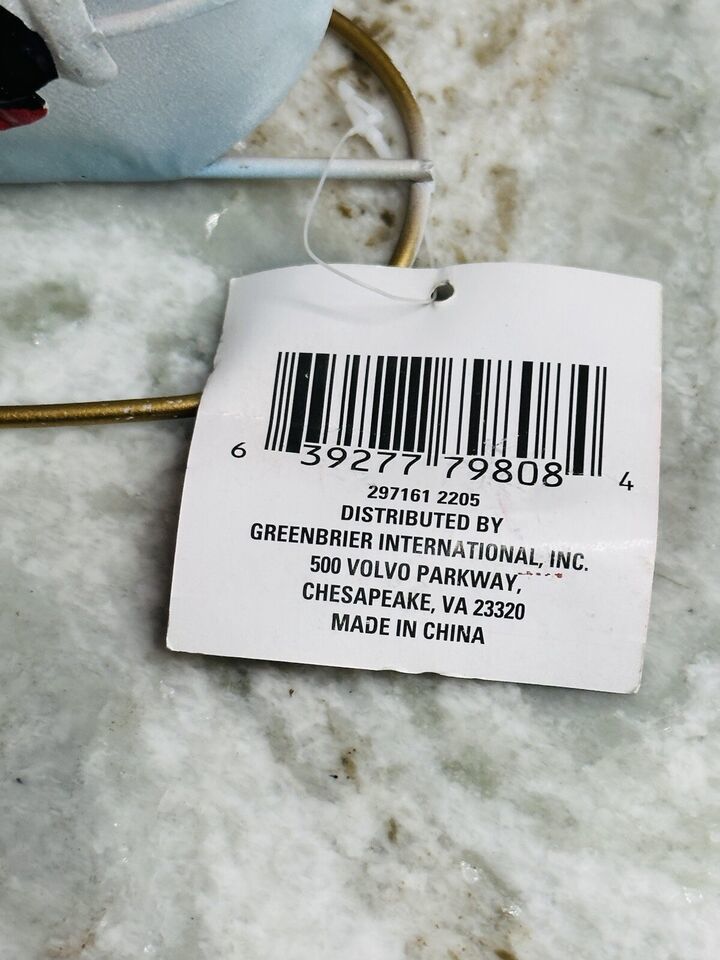 6 39277 79808 4
297161 2205
DISTRIBUTED BY
GREENBRIER INTERNATIONAL, INC.
500 VOLVO PARKWAY,
CHESAPEAKE, VA 23320
MADE IN CHINA